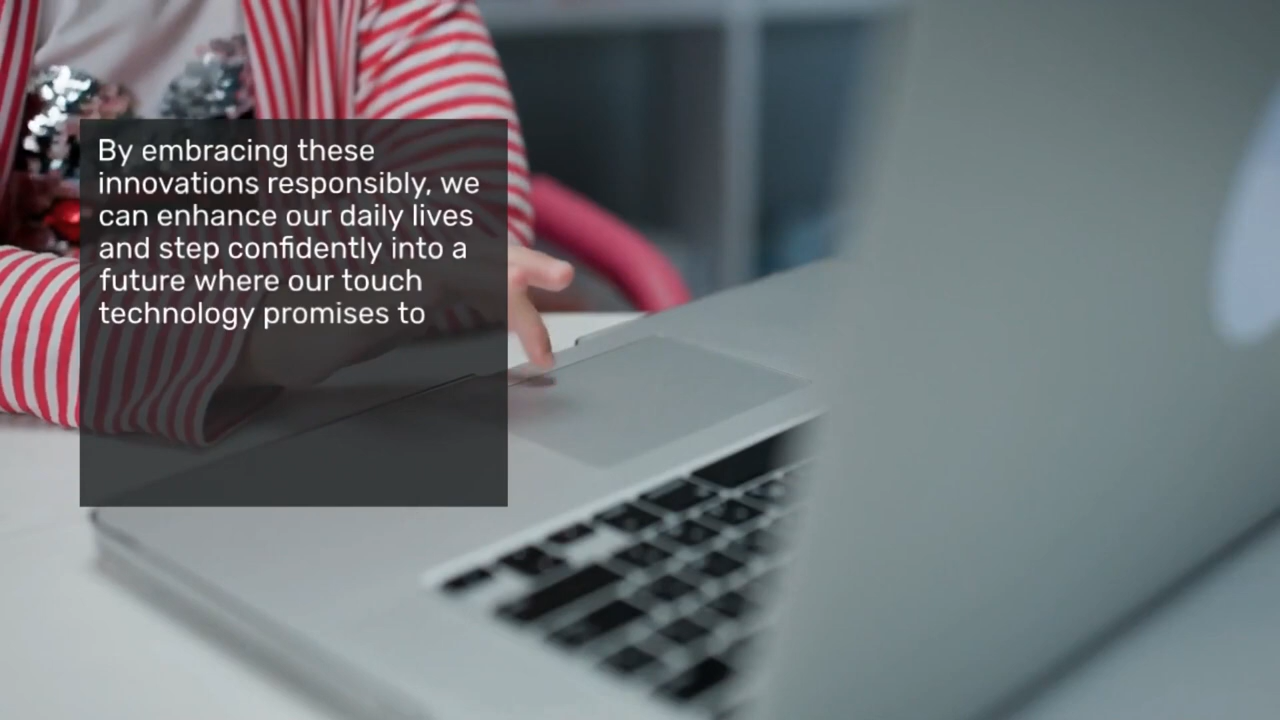 By embracing these
innovations responsibly, we
can enhance our daily lives
and step confidently into a
future where our touch
technology promises to